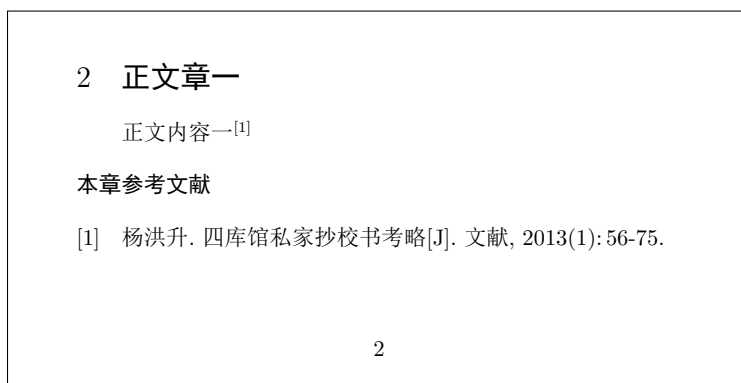 2 正文章一
正文内容一[1]
本章参考文献
[1] 杨洪升. 四库馆私家抄校书考略[J]. 文献, 2013(1): 56-75.
2